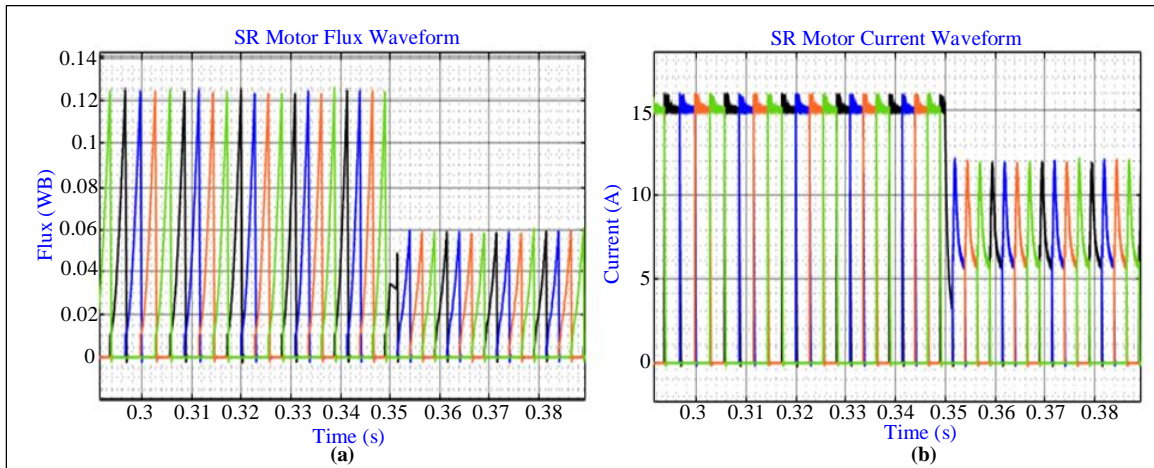 SR Motor Flux Waveform
0.14
0.12
0.1
0.08
0.06
0.04
0.02
0
Flux (WB)
0.3 0.31 0.32 0.33 0.34 0.35 0.36 0.37 0.38
Time (s)
(a)
SR Motor Current Waveform
15
10
5
0
Current (A)
0.3 0.31 0.32 0.33 0.34 0.35 0.36 0.37 0.38
Time (s)
(b)